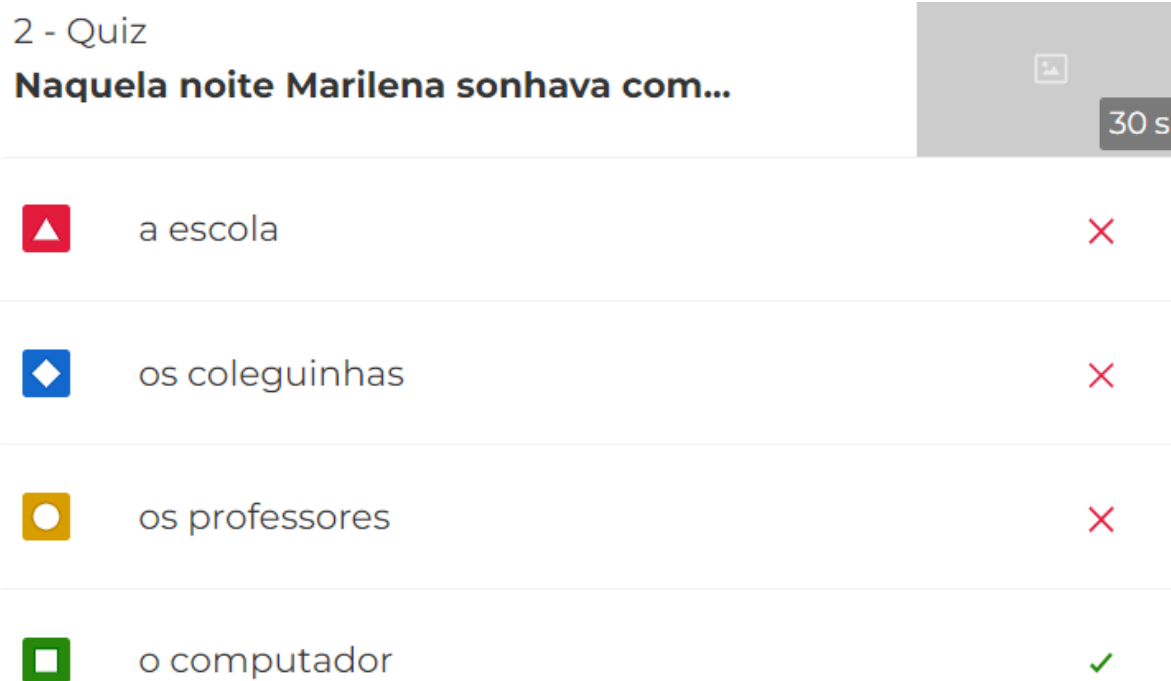 2 - Quiz
Naquela noite Marilena sonhava com...
30 s
a escola
os coleguinhas
os professores
o computador